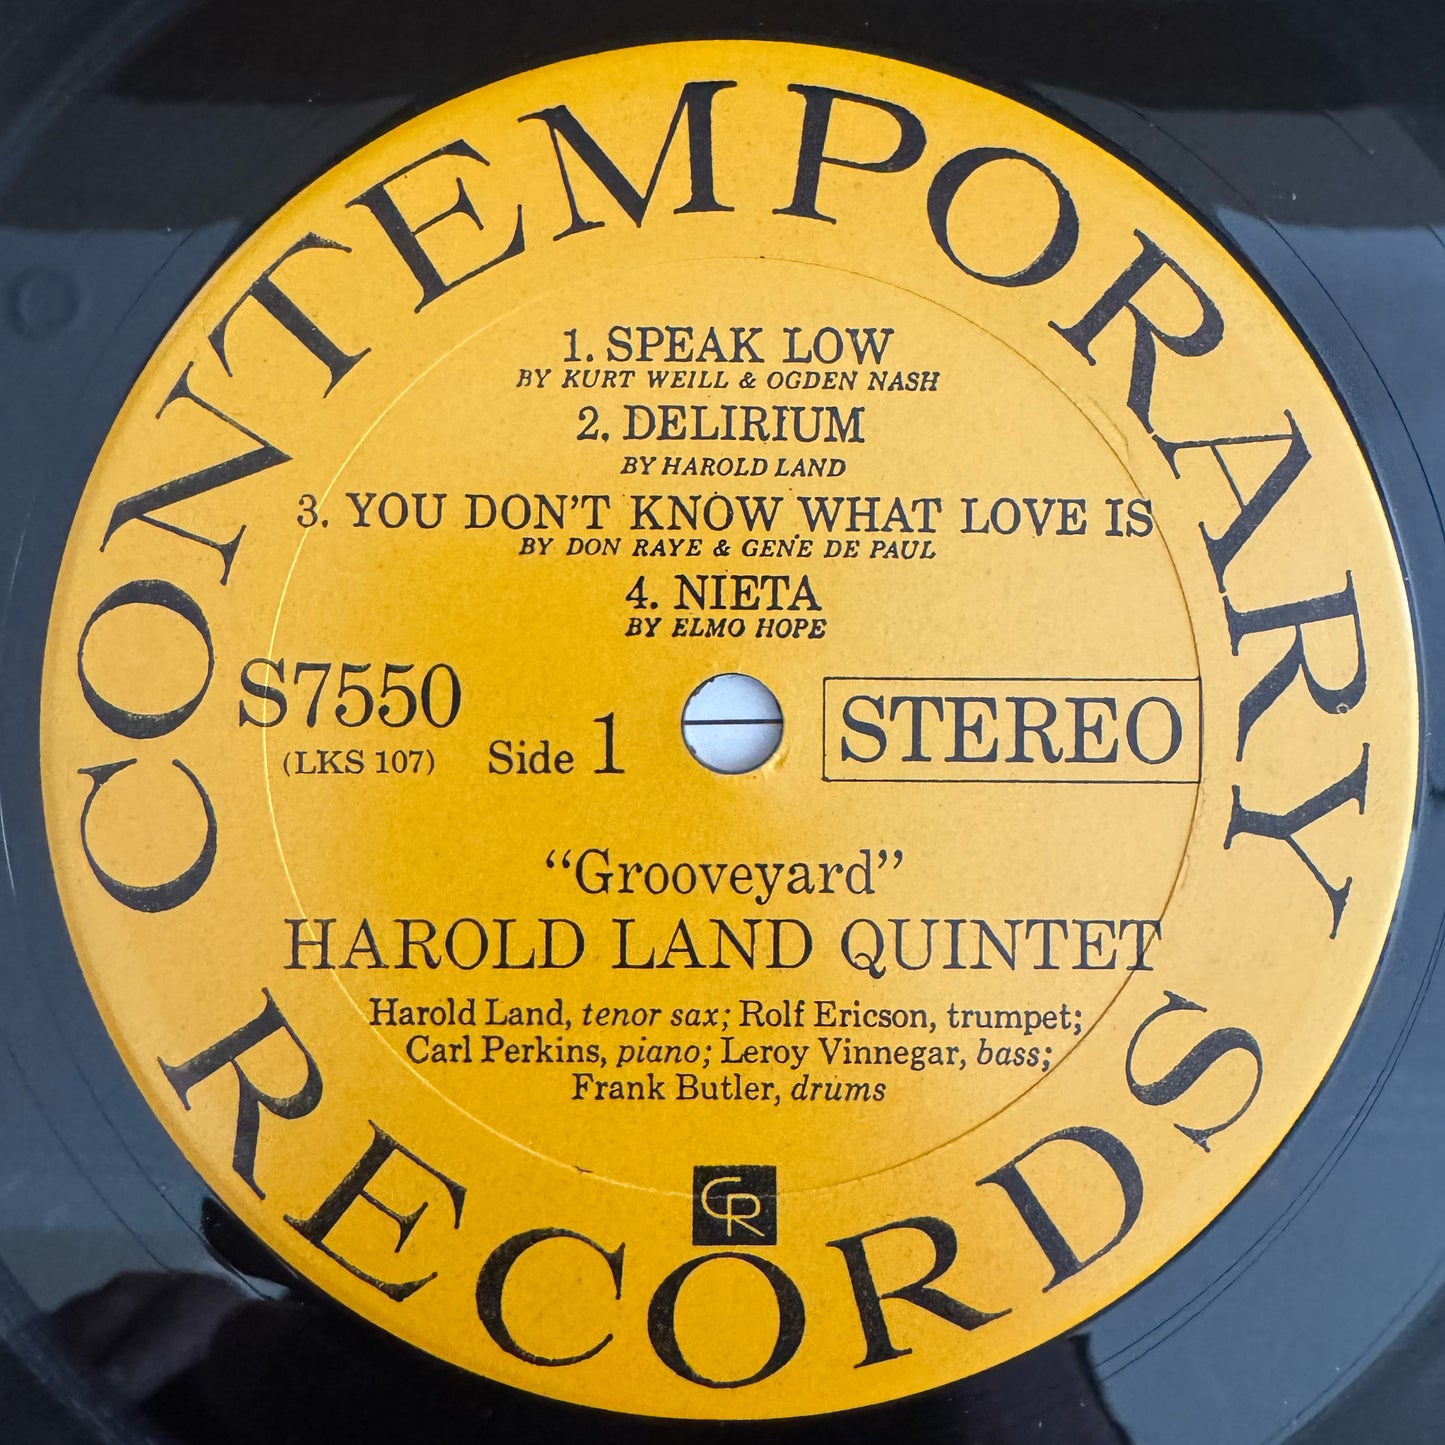 CONTEMPORARY
1. SPEAK LOW
BY KURT WEILL & OGDEN NASH
2. DELIRIUM
BY HAROLD LAND
3. YOU DON'T KNOW WHAT LOVE IS
BY DON RAYE & GENE DE PAUL
4. NIETA
BY ELMO HOPE
S7550
(LKS 107)
Side 1
STEREO
“Grooveyard”
HAROLD LAND QUINTET
Harold Land, tenor sax; Rolf Ericson, trumpet;
Carl Perkins, piano; Leroy Vinnegar, bass;
Frank Butler, drums
CR
RECORDS